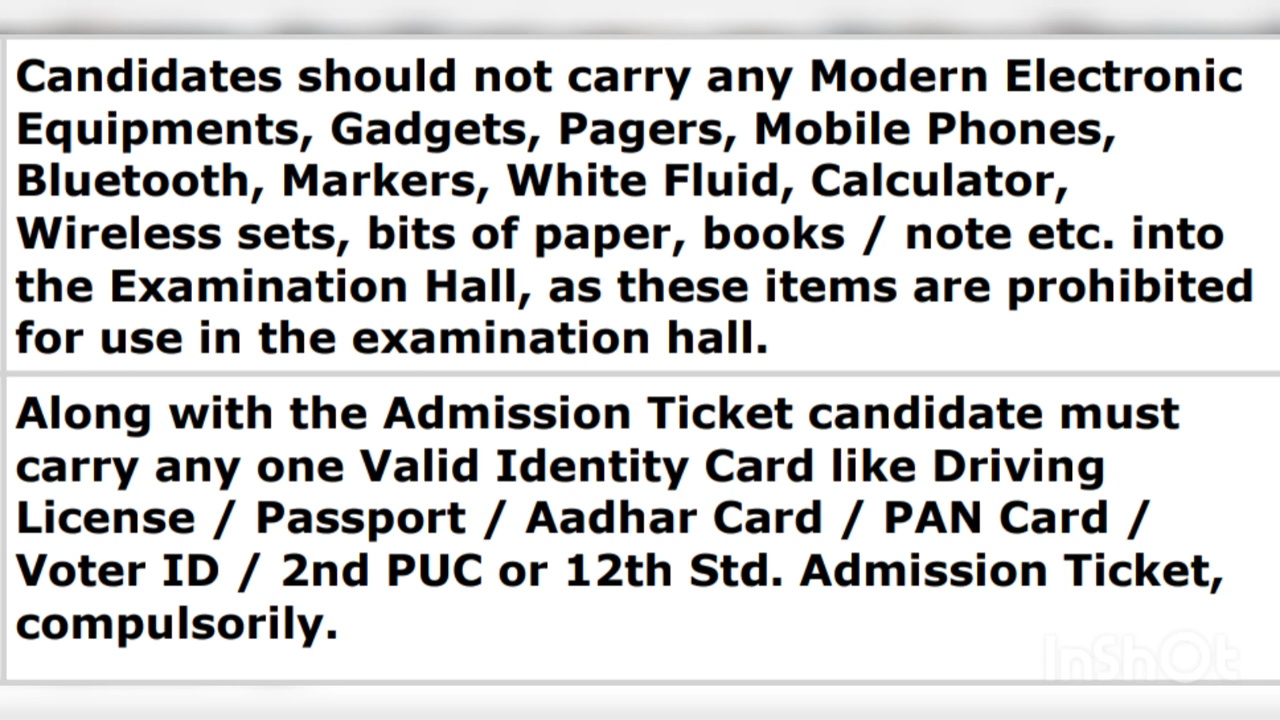 Candidates should not carry any Modern Electronic
Equipments, Gadgets, Pagers, Mobile Phones,
Bluetooth, Markers, White Fluid, Calculator,
Wireless sets, bits of paper, books / note etc. into
the Examination Hall, as these items are prohibited
for use in the examination hall.
Along with the Admission Ticket candidate must
carry any one Valid Identity Card like Driving
License / Passport / Aadhar Card / PAN Card /
Voter ID / 2nd PUC or 12th Std. Admission Ticket,
compulsorily.
InShOt